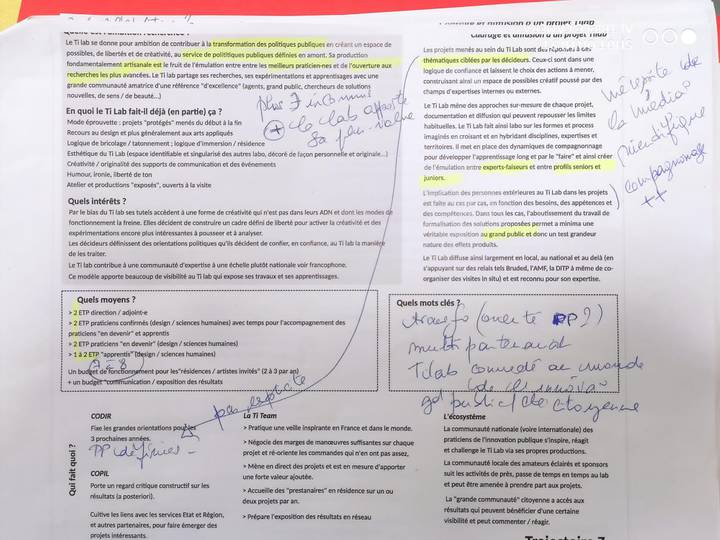 Le Ti lab se donne pour ambition de contribuer à la transformation des politiques publiques en créant un espace de
possibles, de libertés et de créativité, au service de polititiques publiques définies en amont. Sa production
fondamentalement artisanale est le fruit de l'émulation entre entre les meilleurs praticien-nes et de l'ouverture aux
recherches les plus avancées. Le Ti Lab partage ses recherches, ses expérimentations et apprentissages avec une
grande communauté amatrice d'une référence "d'excellence" (agents, grand public, chercheurs de solutions
nouvelles, de sens / de beauté...)
En quoi le Ti Lab fait-il déjà (en partie) ça ?
Mode éprouvette : projets "protégés" menés du début à la fin
Recours au design et plus généralement aux arts appliqués
Logique de bricolage / tatonnement ; logique d'immersion / résidence
Esthétique du Ti Lab (espace identifiable et singularisé des autres labo, décoré de façon personnelle et originale...)
Créativité / originalité des supports de communication et des événements
Humour, ironie, liberté de ton
Atelier et productions "exposés", ouverts à la visite
Quels intérêts ?
Par le biais du Ti lab ses tutels accèdent à une forme de créativité qui n'est pas dans leurs ADN et dont les modes de
fonctionnement la freine. Elles décident de construire un cadre défini de liberté pour activer la créativité et des
expérimentations encore plus intéressantes à pousseer et à analyser.
Les décideurs définissent des orientations politiques qu'ils décident de confier, en confiance, au Ti lab la manière
de les traiter.
Le Ti lab contribue à une communauté d'expertise à une échelle plutôt nationale voir francophone.
Ce modèle apporte beaucoup de visibilité au Ti lab qui expose ses travaux et ses apprentissages.
Quels moyens ?
> 2 ETP direction / adjoint-e
> 2 ETP praticiens confirmés (design / sciences humaines) avec temps pour l'accompagnement des
praticiens "en devenir" et apprentis
> 2 ETP praticiens "en devenir" (design / sciences humaines)
> 1 à 2 ETP "apprentis" (design / sciences humaines)
7 à 8
Un budget de fonctionnement pour les"résidences / artistes invités" (2 à 3 par an)
+ un budget "communication / exposition des résultats
Qui fait quoi ?
CODIR
Fixe les grandes orientations pour les
3 prochaines années.
PP définies
COPIL
Porte un regard critique constructif sur les
résultats (a posteriori).
Cultive les liens avec les services Etat et Région,
et autres partenaires, pour faire émerger des
projets intéressants.
La Ti Team
> Pratique une veille inspirante en France et dans le monde.
> Négocie des marges de manœuvres suffisantes sur chaque
projet et ré-oriente les commandes qui n'en ont pas assez,
> Mène en direct des projets et est en mesure d'apporter
une forte valeur ajoutée.
> Accueille des "prestanaires" en résidence sur un ou
deux projets par an.
> Prépare l'exposition des résultats en réseau
Cadrage et diffusion d'un projet Tilab
Les projets menés au sein du Ti Lab sont des réponses à des
thématiques ciblées par les décideurs. Ceux-ci sont dans une
logique de confiance et laissent le choix des actions à mener,
construisant ainsi un espace de possibles créatif poussé par des
champs d'expertises internes ou externes.
Le Ti Lab mène des approches sur-mesure de chaque projet,
documentation et diffusion qui peuvent repousser les limites
habituelles. Le Ti Lab fait ainsi labo sur les formes et process
imaginés en croisant et en hybridant disciplines, expertises et
territoires. Il met en place des dynamiques de compagnonnage
pour développer l'apprentissage long et par le "faire" et ainsi créer
de l'émulation entre experts-faiseurs et entre profils seniors et
juniors.
L'implication des personnes extérieures au Ti Lab dans les projets
est faite au cas par cas, en fonction des besoins, des appétences et
des compétences. Dans tous les cas, l'aboutissement du travail de
formalisation des solutions proposées permet a minima une
véritable exposition au grand public et donc un test grandeur
nature des effets produits.
Le Ti Lab diffuse ainsi largement en local, au national et au delà (en
s'appuyant sur des relais tels Bruded, l'AMF, la DITP à même de co-
organiser des visites in situ) et est reconnu pour son expertise.
Quels mots clés ?
PP ?)
multi partenarial
Tilab connecté au monde
gd public / cité citoyenne
L'écosystème
La communauté nationale (voire internationale) des
praticiens de l'innovation publique s'inspire, réagit
et challenge le Ti Lab via ses propres productions.
La communauté locale des amateurs éclairés et sponsors
suit les activités de près, passe de temps en temps au lab
et peut être amenée à prendre part aux projets.
La "grande communauté" citoyenne a accès aux
résultats qui peuvent bénéficier d'une certaine
visibilité et peut commenter / réagir.
le lab apporte
sa plus value
la media°
scientifique
compagnonnage
++